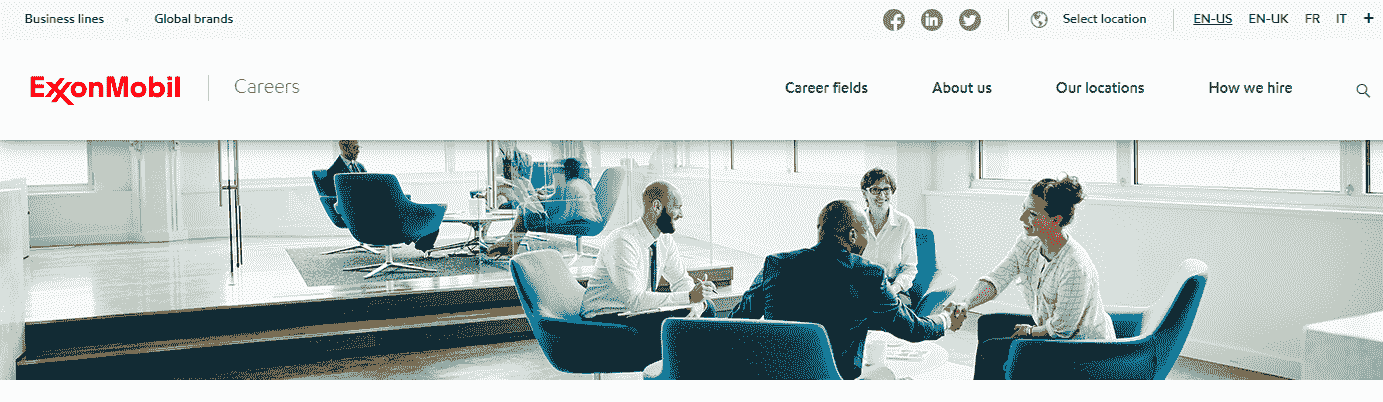 Business lines Global brands Select location EN-US EN-UK FR IT +
ExxonMobil Careers Career fields About us Our locations How we hire